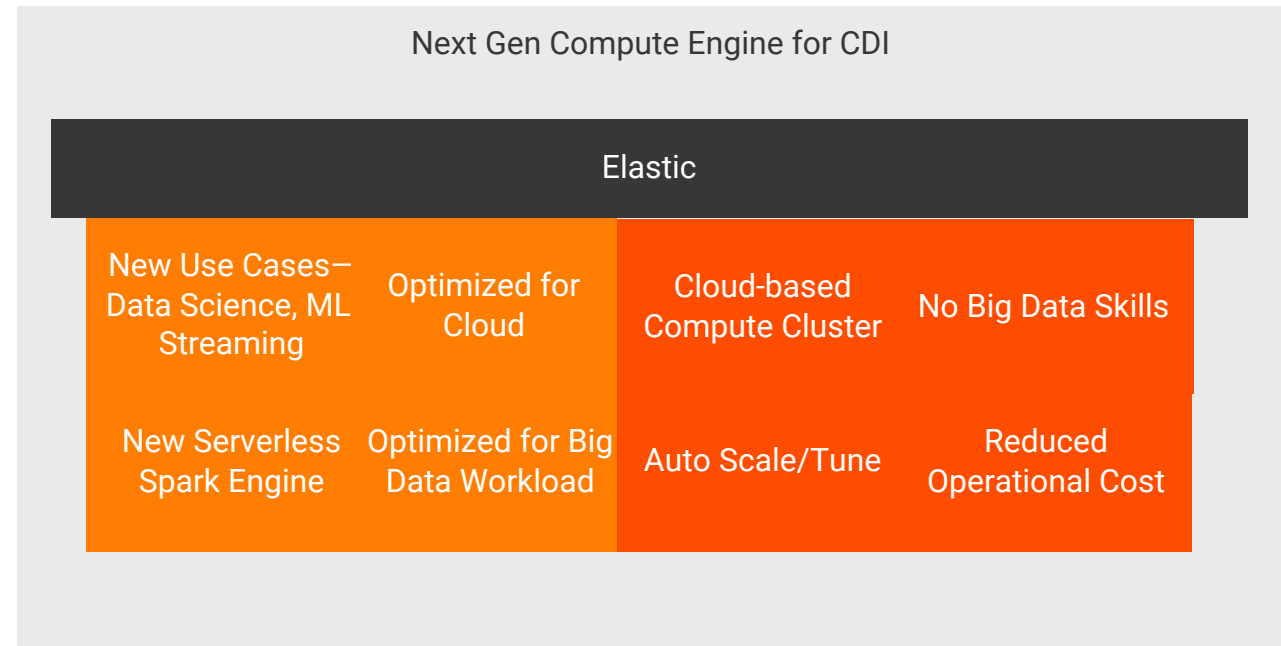 Next Gen Compute Engine for CDI
Elastic
New Use Cases—
Data Science, ML
Streaming
Optimized for
Cloud
Cloud-based
Compute Cluster
No Big Data Skills
New Serverless
Spark Engine
Optimized for Big
Data Workload
Auto Scale/Tune
Reduced
Operational Cost